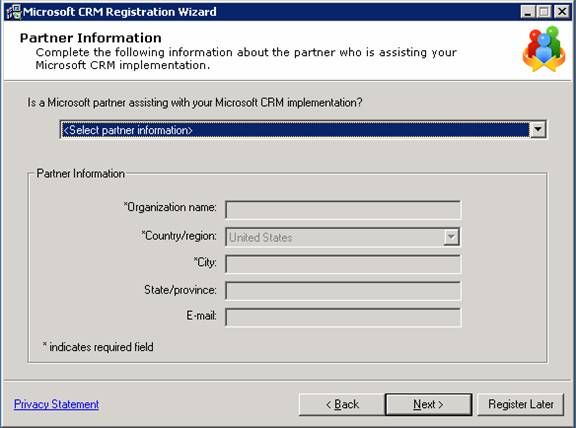 Microsoft CRM Registration Wizard
Partner Information
Complete the following information about the partner who is assisting your
Microsoft CRM implementation.
Is a Microsoft partner assisting with your Microsoft CRM implementation?
<Select partner information>
Partner Information
*Organization name:
*Country/region:
United States
*City:
State/province:
E-mail:
* indicates required field
Privacy Statement
< Back
Next >
Register Later